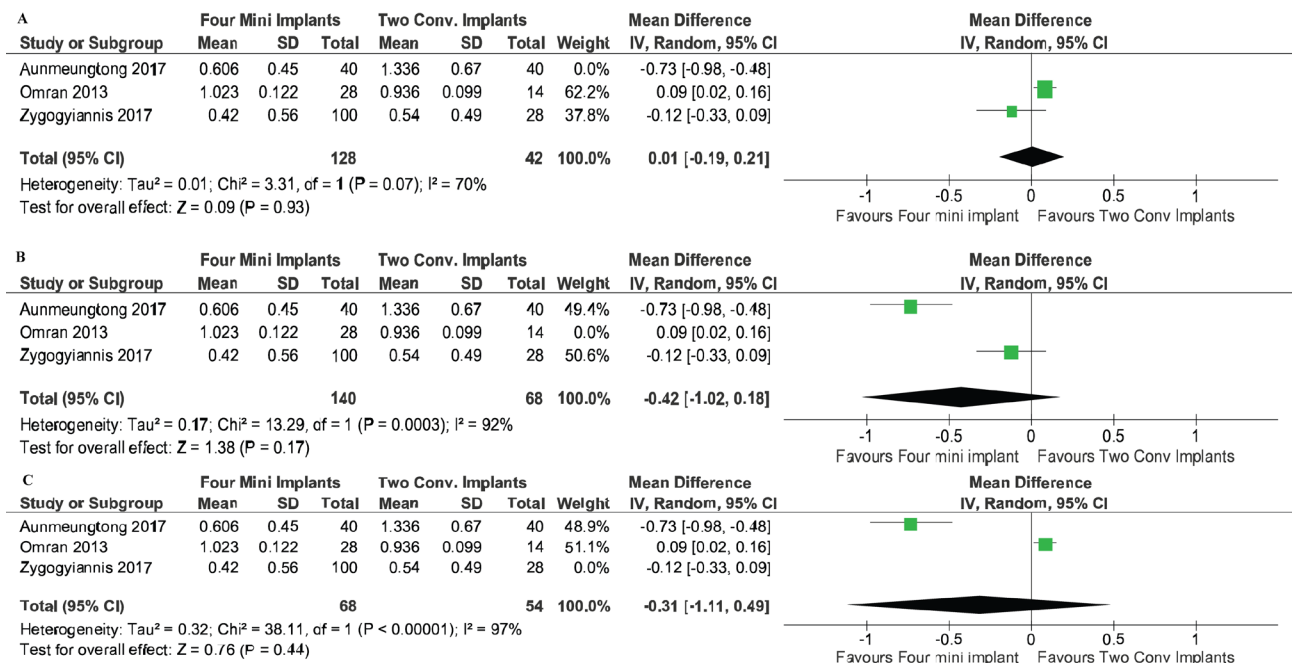 A
Four Mini Implants Two Conv. Implants Mean Difference Mean Difference
Study or Subgroup Mean SD Total Mean SD Total Weight IV, Random, 95% CI IV, Random, 95% CI
Aunmeungtong 2017 0.606 0.45 40 1.336 0.67 40 0.0% -0.73 [-0.98, -0.48]
Omran 2013 1.023 0.122 28 0.936 0.099 14 62.2% 0.09 [0.02, 0.16]
Zygogyiannis 2017 0.42 0.56 100 0.54 0.49 28 37.8% -0.12 [-0.33, 0.09]
Total (95% CI) 128 42 100.0% 0.01 [-0.19, 0.21]
Heterogeneity: Tau² = 0.01; Chi² = 3.31, df = 1 (P = 0.07); I² = 70%
Test for overall effect: Z = 0.09 (P = 0.93)
-1 -0.5 0 0.5 1
Favours Four mini implant Favours Two Conv Implants
B
Four Mini Implants Two Conv. Implants Mean Difference Mean Difference
Study or Subgroup Mean SD Total Mean SD Total Weight IV, Random, 95% CI IV, Random, 95% CI
Aunmeungtong 2017 0.606 0.45 40 1.336 0.67 40 49.4% -0.73 [-0.98, -0.48]
Omran 2013 1.023 0.122 28 0.936 0.099 14 0.0% 0.09 [0.02, 0.16]
Zygogyiannis 2017 0.42 0.56 100 0.54 0.49 28 50.6% -0.12 [-0.33, 0.09]
Total (95% CI) 140 68 100.0% -0.42 [-1.02, 0.18]
Heterogeneity: Tau² = 0.17; Chi² = 13.29, df = 1 (P = 0.0003); I² = 92%
Test for overall effect: Z = 1.38 (P = 0.17)
-1 -0.5 0 0.5 1
Favours Four mini implant Favours Two Conv Implants
C
Four Mini Implants Two Conv. Implants Mean Difference Mean Difference
Study or Subgroup Mean SD Total Mean SD Total Weight IV, Random, 95% CI IV, Random, 95% CI
Aunmeungtong 2017 0.606 0.45 40 1.336 0.67 40 48.9% -0.73 [-0.98, -0.48]
Omran 2013 1.023 0.122 28 0.936 0.099 14 51.1% 0.09 [0.02, 0.16]
Zygogyiannis 2017 0.42 0.56 100 0.54 0.49 28 0.0% -0.12 [-0.33, 0.09]
Total (95% CI) 68 54 100.0% -0.31 [-1.11, 0.49]
Heterogeneity: Tau² = 0.32; Chi² = 38.11, df = 1 (P < 0.00001); I² = 97%
Test for overall effect: Z = 0.76 (P = 0.44)
-1 -0.5 0 0.5 1
Favours Four mini implant Favours Two Conv Implants